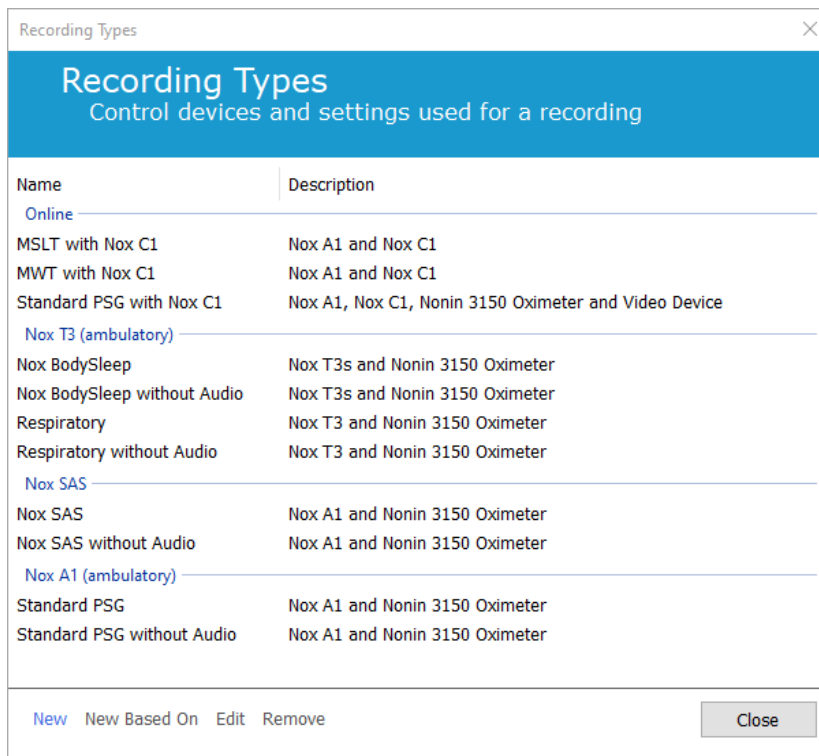 Recording Types
Recording Types
Control devices and settings used for a recording
Name Description
Online
MSLT with Nox C1 Nox A1 and Nox C1
MWT with Nox C1 Nox A1 and Nox C1
Standard PSG with Nox C1 Nox A1, Nox C1, Nonin 3150 Oximeter and Video Device
Nox T3 (ambulatory)
Nox BodySleep Nox T3s and Nonin 3150 Oximeter
Nox BodySleep without Audio Nox T3s and Nonin 3150 Oximeter
Respiratory Nox T3 and Nonin 3150 Oximeter
Respiratory without Audio Nox T3 and Nonin 3150 Oximeter
Nox SAS
Nox SAS Nox A1 and Nonin 3150 Oximeter
Nox SAS without Audio Nox A1 and Nonin 3150 Oximeter
Nox A1 (ambulatory)
Standard PSG Nox A1 and Nonin 3150 Oximeter
Standard PSG without Audio Nox A1 and Nonin 3150 Oximeter
New New Based On Edit Remove Close